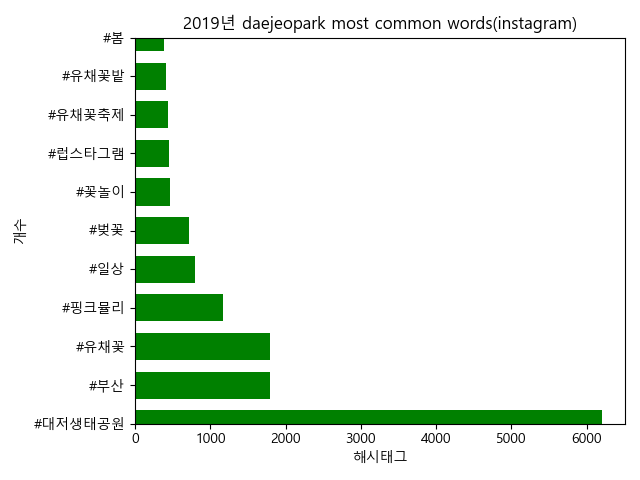 2019년 daejeopark most common words(instagram)
#봄
#유채꽃밭
#유채꽃축제
#럽스타그램
#꽃놀이
#벚꽃
#일상
#핑크뮬리
#유채꽃
#부산
#대저생태공원
개수
0 1000 2000 3000 4000 5000 6000
해시태그